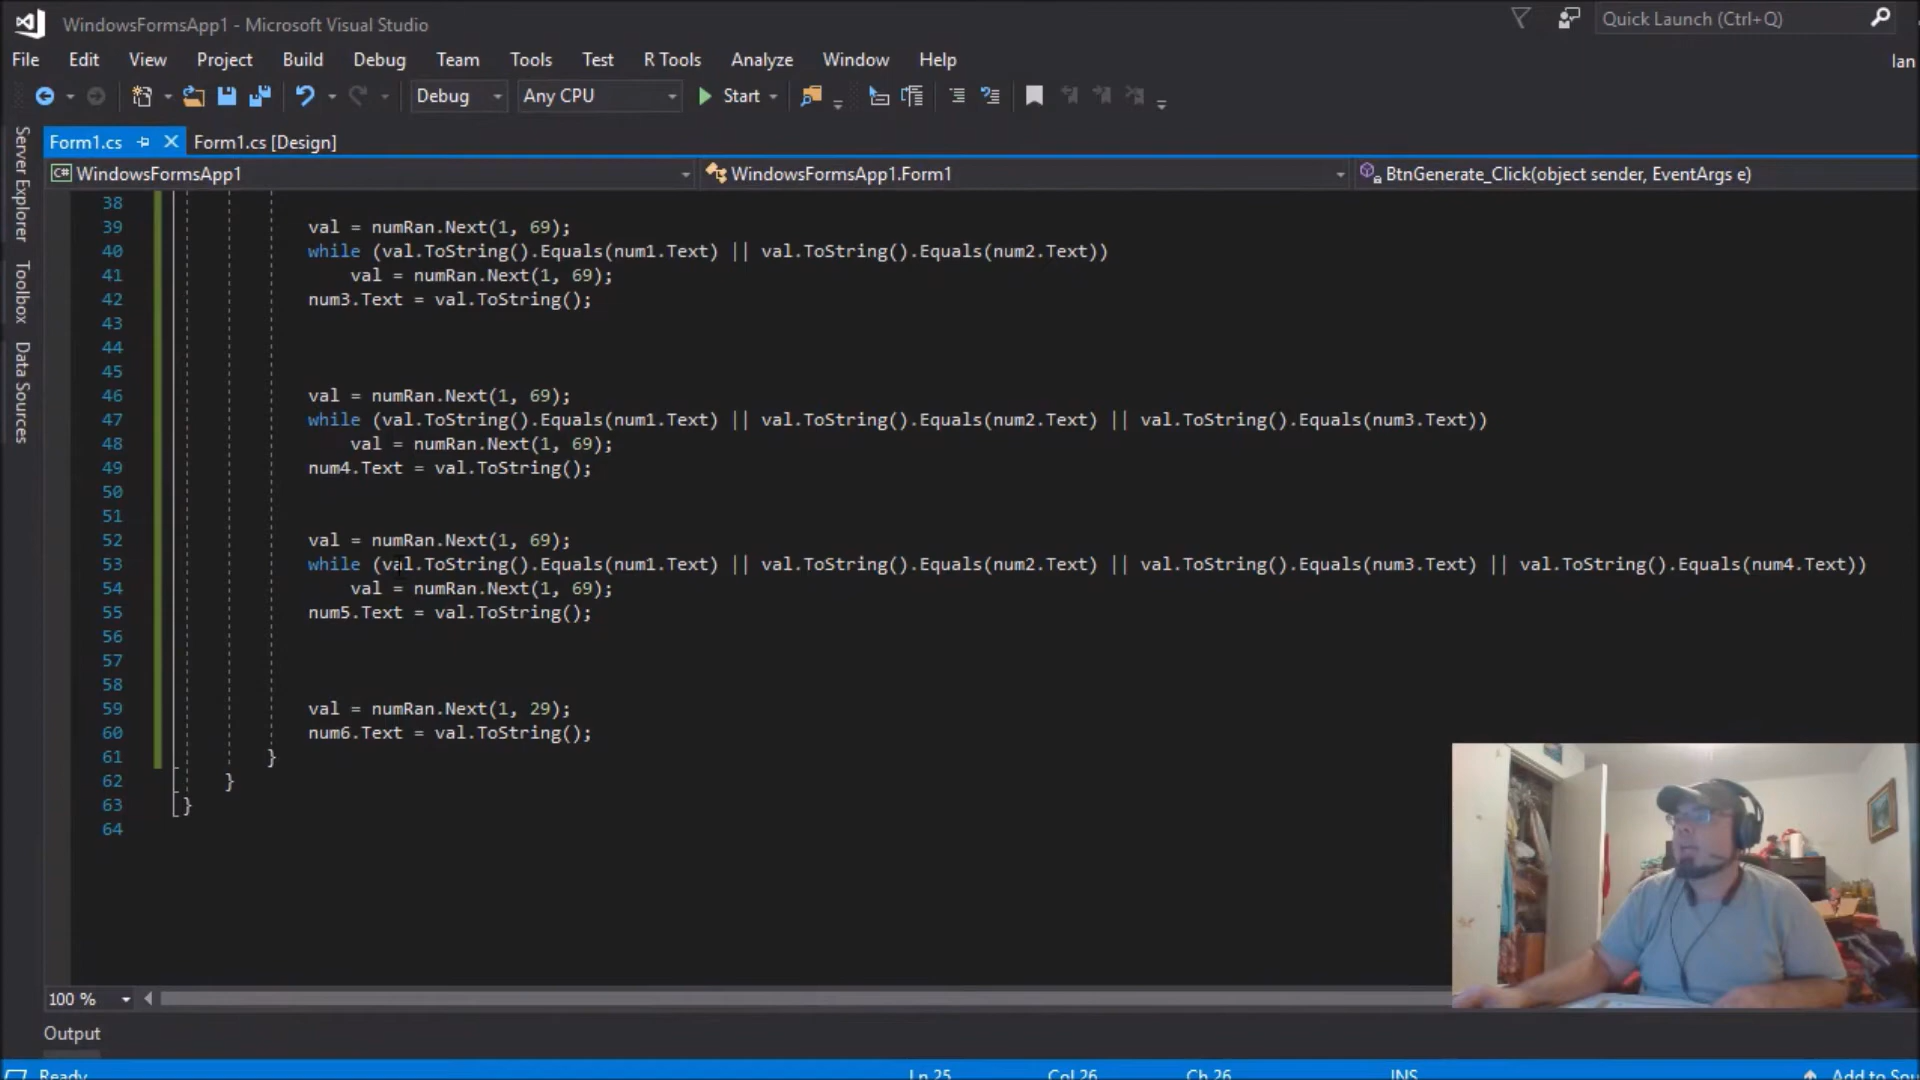 WindowsFormsApp1 - Microsoft Visual Studio
Quick Launch (Ctrl+Q)
File Edit View Project Build Debug Team Tools Test R Tools Analyze Window Help
Ian
Debug Any CPU Start
Form1.cs Form1.cs [Design]
C# WindowsFormsApp1 WindowsFormsApp1.Form1 BtnGenerate_Click(object sender, EventArgs e)
Server Explorer
Toolbox
Data Sources
38
39 val = numRan.Next(1, 69);
40 while (val.ToString().Equals(num1.Text) || val.ToString().Equals(num2.Text))
41 val = numRan.Next(1, 69);
42 num3.Text = val.ToString();
43
44
45
46 val = numRan.Next(1, 69);
47 while (val.ToString().Equals(num1.Text) || val.ToString().Equals(num2.Text) || val.ToString().Equals(num3.Text))
48 val = numRan.Next(1, 69);
49 num4.Text = val.ToString();
50
51
52 val = numRan.Next(1, 69);
53 while (val.ToString().Equals(num1.Text) || val.ToString().Equals(num2.Text) || val.ToString().Equals(num3.Text) || val.ToString().Equals(num4.Text))
54 val = numRan.Next(1, 69);
55 num5.Text = val.ToString();
56
57
58
59 val = numRan.Next(1, 29);
60 num6.Text = val.ToString();
61 }
62 }
63 }
64
100 %
Output
Ready Ln 25 Col 26 Ch 26 INS Add to Sou